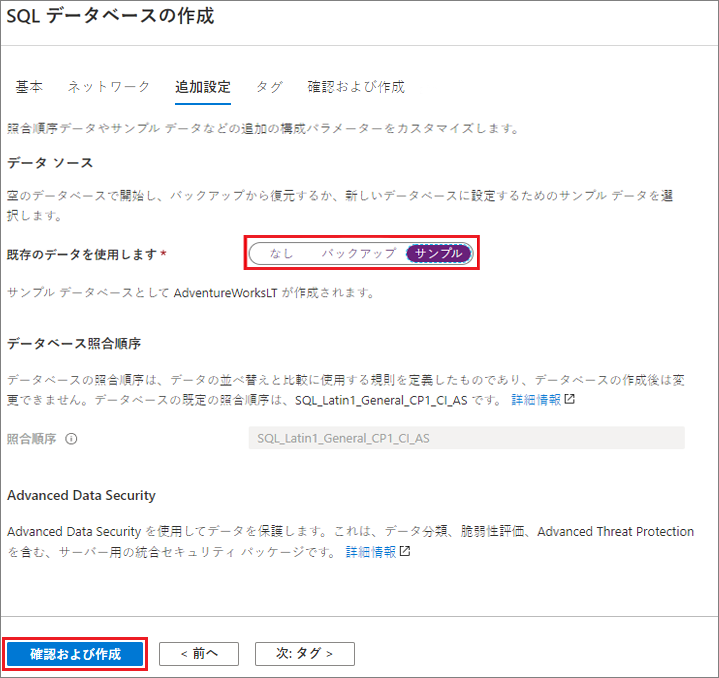 SQL データベースの作成
基本 ネットワーク 追加設定 タグ 確認および作成
照合順序データやサンプル データなどの追加の構成パラメーターをカスタマイズします。
データ ソース
空のデータベースで開始し、バックアップから復元するか、新しいデータベースに設定するためのサンプル データを選
択します。
既存のデータを使用します * なし バックアップ サンプル
サンプル データベースとして AdventureWorksLT が作成されます。
データベース照合順序
データベースの照合順序は、データの並べ替えと比較に使用する規則を定義したものであり、データベースの作成後は変
更できません。データベースの既定の照合順序は、SQL_Latin1_General_CP1_CI_AS です。 詳細情報
照合順序 SQL_Latin1_General_CP1_CI_AS
Advanced Data Security
Advanced Data Security を使用してデータを保護します。これは、データ分類、脆弱性評価、Advanced Threat Protection
を含む、サーバー用の統合セキュリティ パッケージです。 詳細情報
確認および作成 < 前へ 次: タグ >